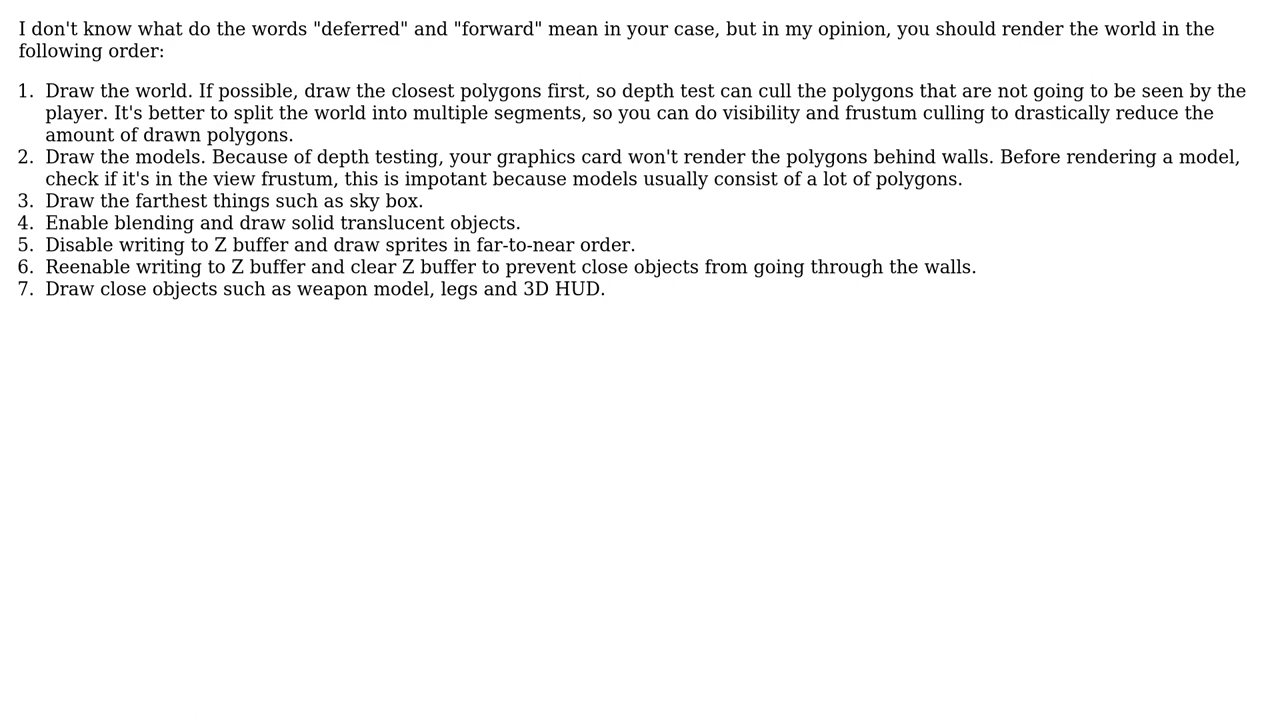 I don't know what do the words "deferred" and "forward" mean in your case, but in my opinion, you should render the world in the
following order:
1. Draw the world. If possible, draw the closest polygons first, so depth test can cull the polygons that are not going to be seen by the
player. It's better to split the world into multiple segments, so you can do visibility and frustum culling to drastically reduce the
amount of drawn polygons.
2. Draw the models. Because of depth testing, your graphics card won't render the polygons behind walls. Before rendering a model,
check if it's in the view frustum, this is impotant because models usually consist of a lot of polygons.
3. Draw the farthest things such as sky box.
4. Enable blending and draw solid translucent objects.
5. Disable writing to Z buffer and draw sprites in far-to-near order.
6. Reenable writing to Z buffer and clear Z buffer to prevent close objects from going through the walls.
7. Draw close objects such as weapon model, legs and 3D HUD.